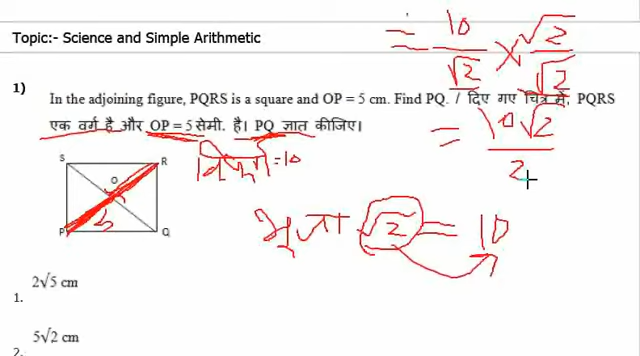 Topic:- Science and Simple Arithmetic
= 10/√2 × √2/√2
1)
In the adjoining figure, PQRS is a square and OP = 5 cm. Find PQ. / दिए गए चित्र में, PQRS
एक वर्ग है और OP = 5 सेमी. है। PQ ज्ञात कीजिए।
= 10√2/2
=10
S R
O
5
P Q
भुजा √2 = 10
2√5 cm
1.
5√2 cm
2.